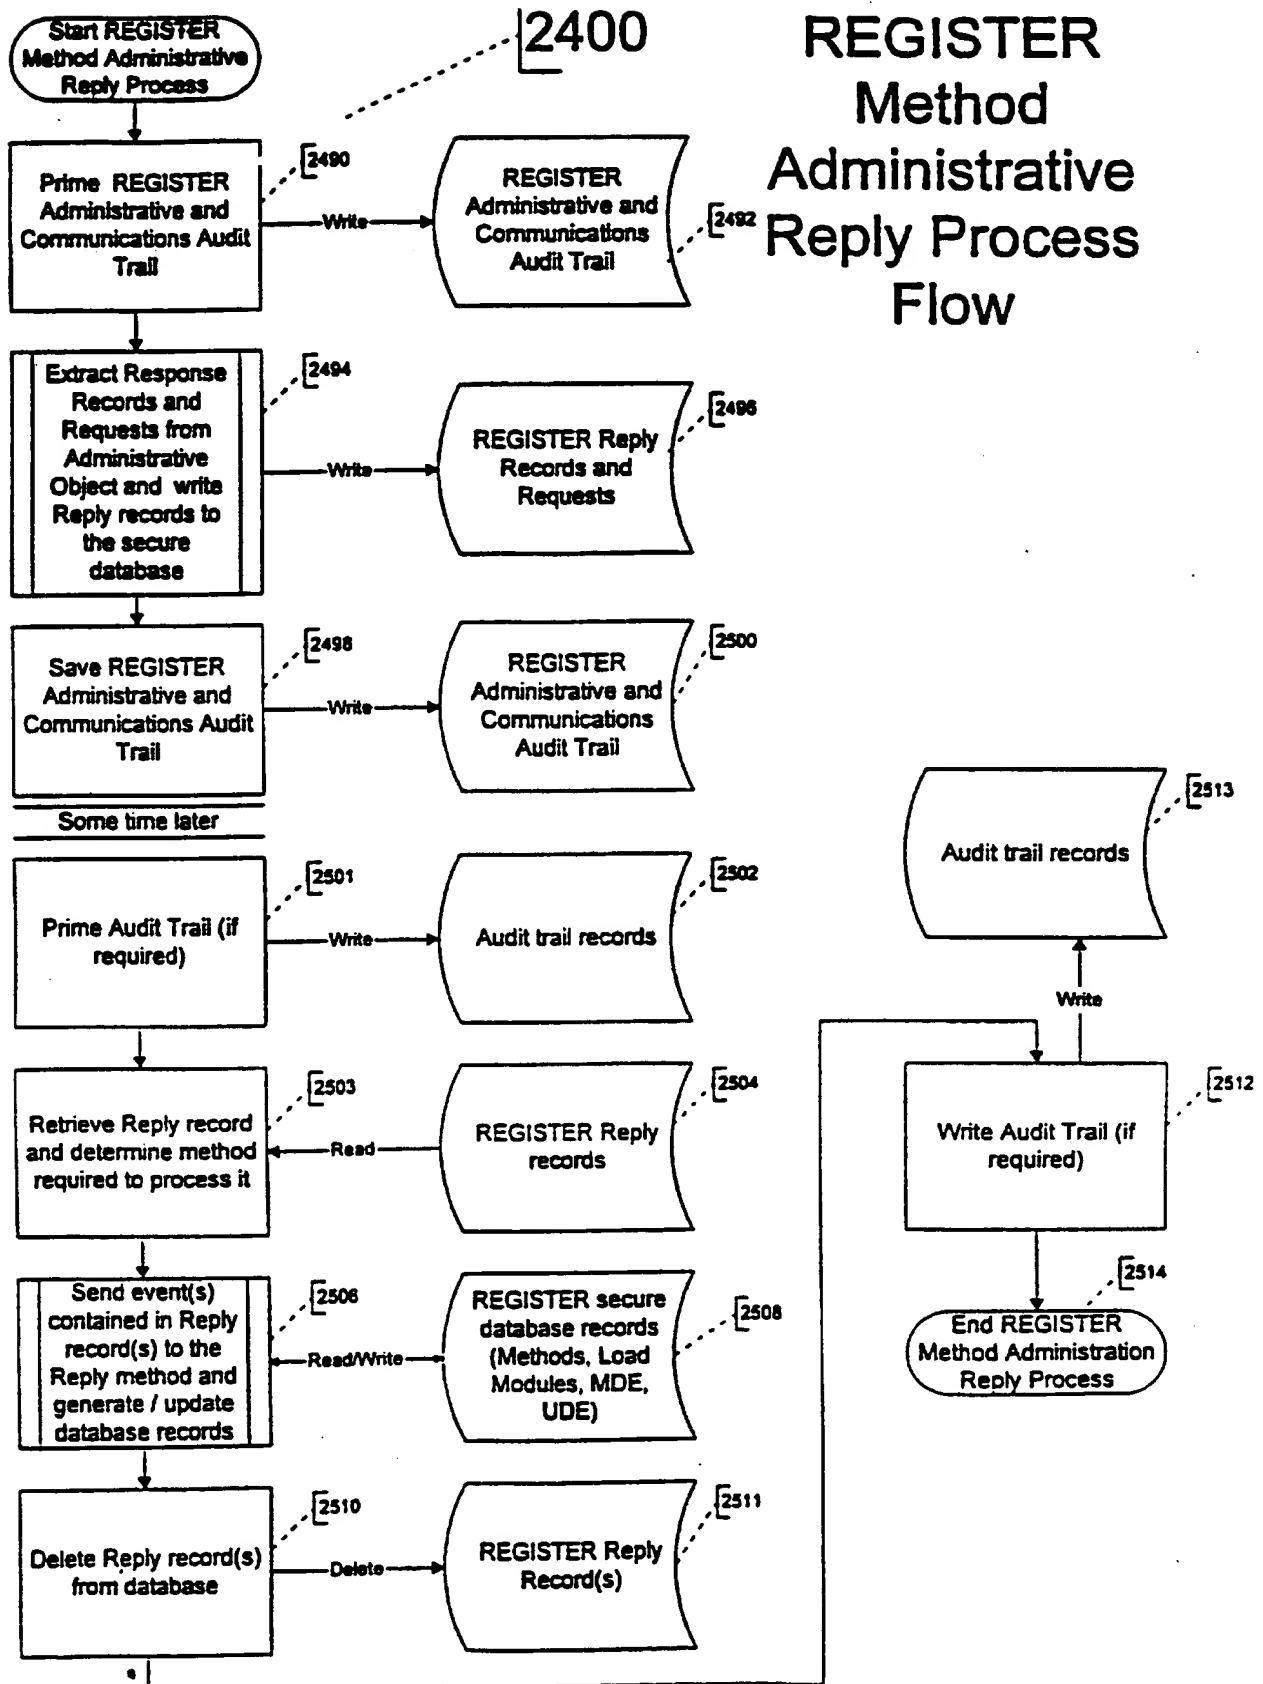 Start REGISTER
Method Administrative
Reply Process
2400
REGISTER
Method
Administrative
Reply Process
Flow
Prime REGISTER
Administrative and
Communications Audit
Trail
2490
Write
REGISTER
Administrative and
Communications
Audit Trail
2492
Extract Response
Records and
Requests from
Administrative
Object and write
Reply records to
the secure
database
2494
Write
REGISTER Reply
Records and
Requests
2496
Save REGISTER
Administrative and
Communications Audit
Trail
2498
Write
REGISTER
Administrative and
Communications
Audit Trail
2500
Some time later
Prime Audit Trail (if
required)
2501
Write
Audit trail records
2502
Retrieve Reply record
and determine method
required to process it
2503
Read
REGISTER Reply
records
2504
Send event(s)
contained in Reply
record(s) to the
Reply method and
generate / update
database records
2506
Read/Write
REGISTER secure
database records
(Methods, Load
Modules, MDE,
UDE)
2508
Delete Reply record(s)
from database
2510
Delete
REGISTER Reply
Record(s)
2511
Audit trail records
2513
Write
Write Audit Trail (if
required)
2512
2514
End REGISTER
Method Administration
Reply Process